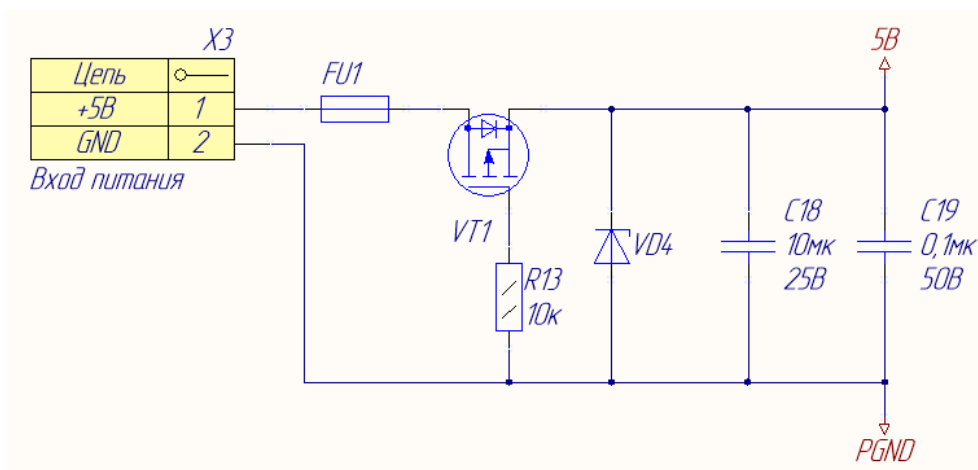 X3
Цепь
+5В 1
GND 2
Вход питания
FU1
VT1
R13
10к
VD4
C18
10мк
25В
C19
0,1мк
50В
5В
PGND